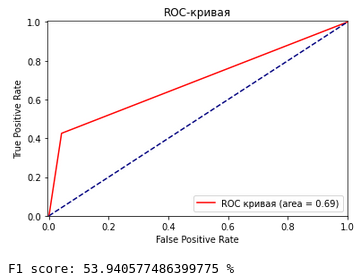 ROC-кривая
1.0
0.8
0.6
0.4
0.2
0.0
True Positive Rate
ROC кривая (area = 0.69)
0.0 0.2 0.4 0.6 0.8 1.0
False Positive Rate
F1 score: 53.940577486399775 %